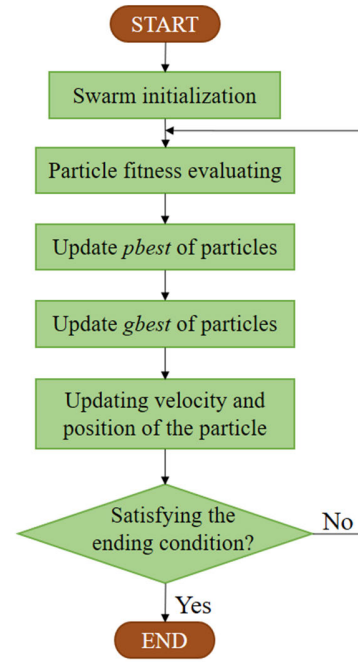 START
Swarm initialization
Particle fitness evaluating
Update pbest of particles
Update gbest of particles
Updating velocity and
position of the particle
Satisfying the
ending condition?
No
Yes
END